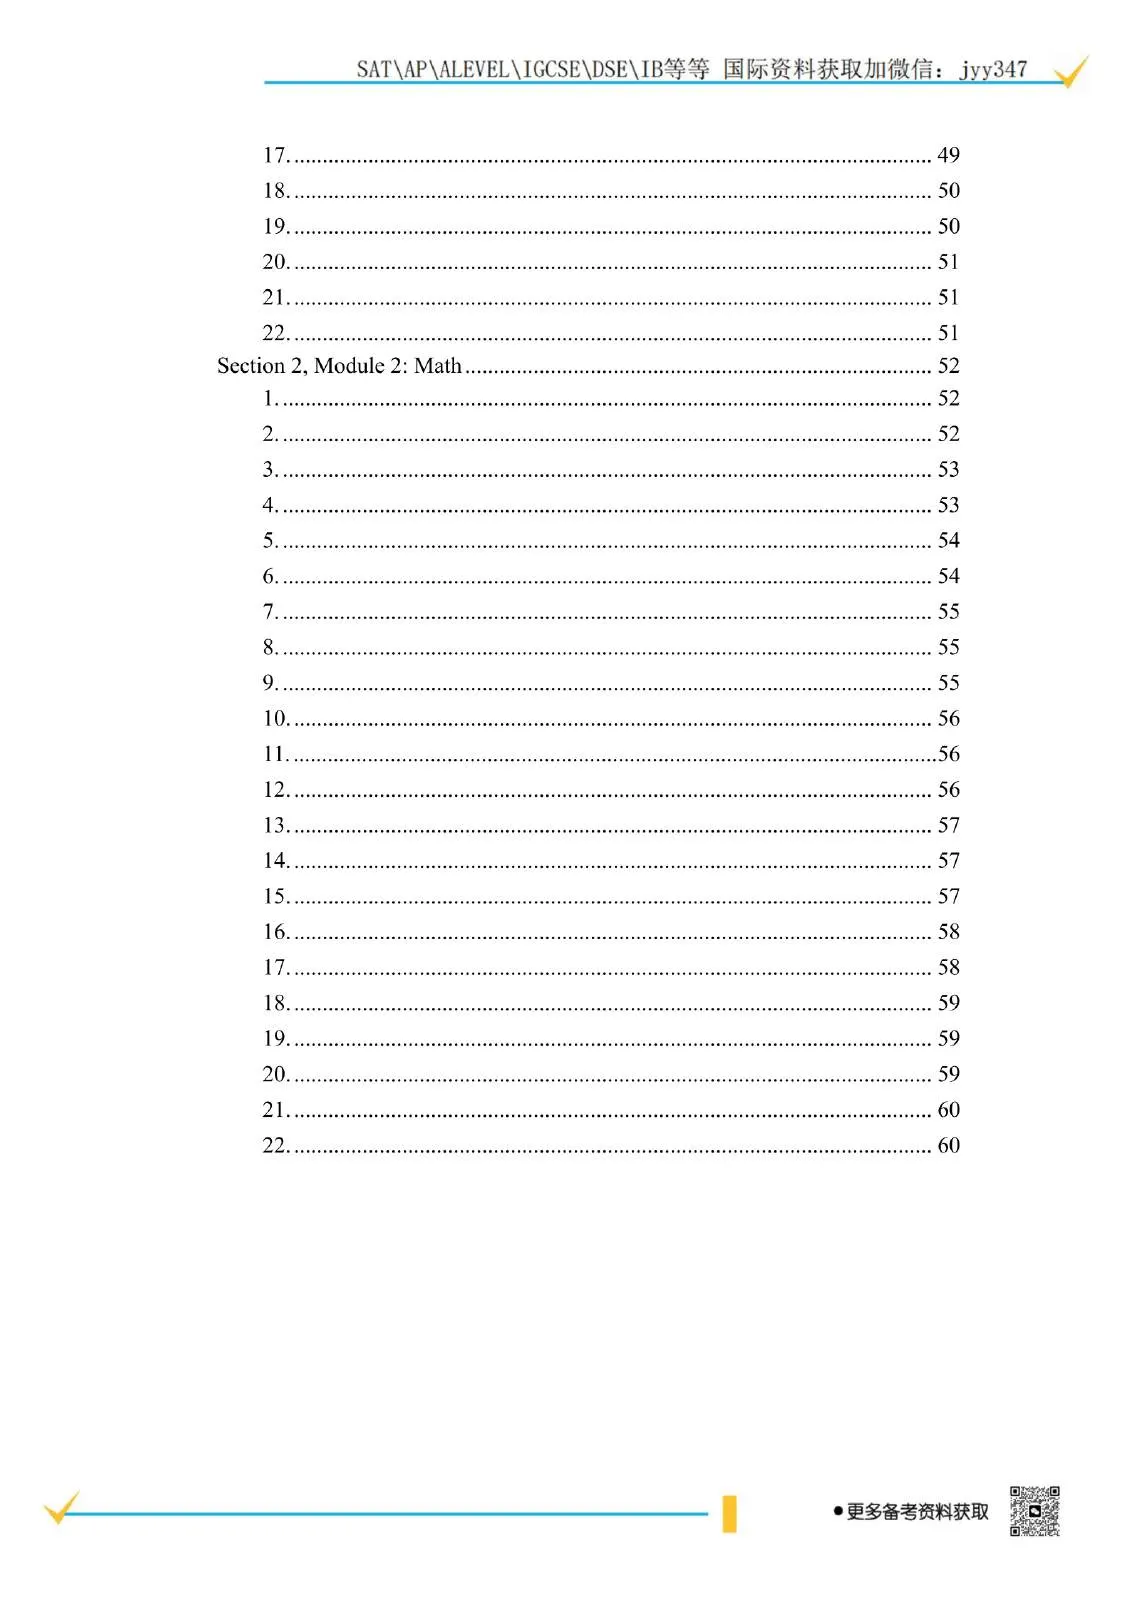 SAT\AP\ALEVEL\IGCSE\DSE\IB等等 国际资料获取加微信：jyy347
17. ........................................................ 49
18. ........................................................ 50
19. ........................................................ 50
20. ........................................................ 51
21. ........................................................ 51
22. ........................................................ 51
Section 2, Module 2: Math ........................................................ 52
1. ........................................................ 52
2. ........................................................ 52
3. ........................................................ 53
4. ........................................................ 53
5. ........................................................ 54
6. ........................................................ 54
7. ........................................................ 55
8. ........................................................ 55
9. ........................................................ 55
10. ........................................................ 56
11. ........................................................ 56
12. ........................................................ 56
13. ........................................................ 57
14. ........................................................ 57
15. ........................................................ 57
16. ........................................................ 58
17. ........................................................ 58
18. ........................................................ 59
19. ........................................................ 59
20. ........................................................ 59
21. ........................................................ 60
22. ........................................................ 60
●更多备考资料获取